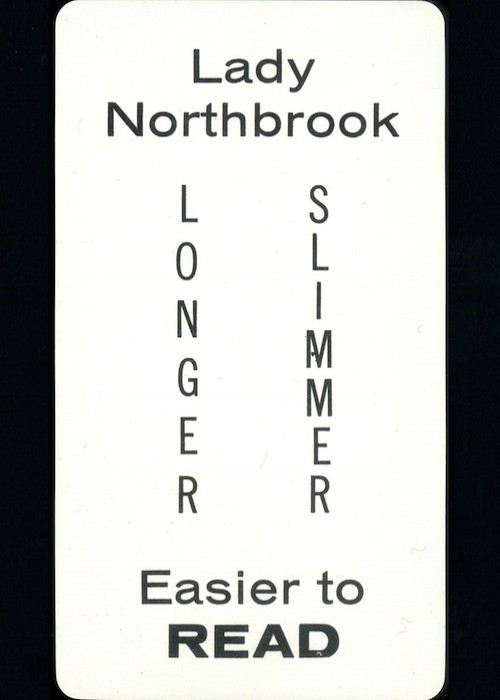 Lady
Northbrook
LONGER
SLIMMER
Easier to
READ